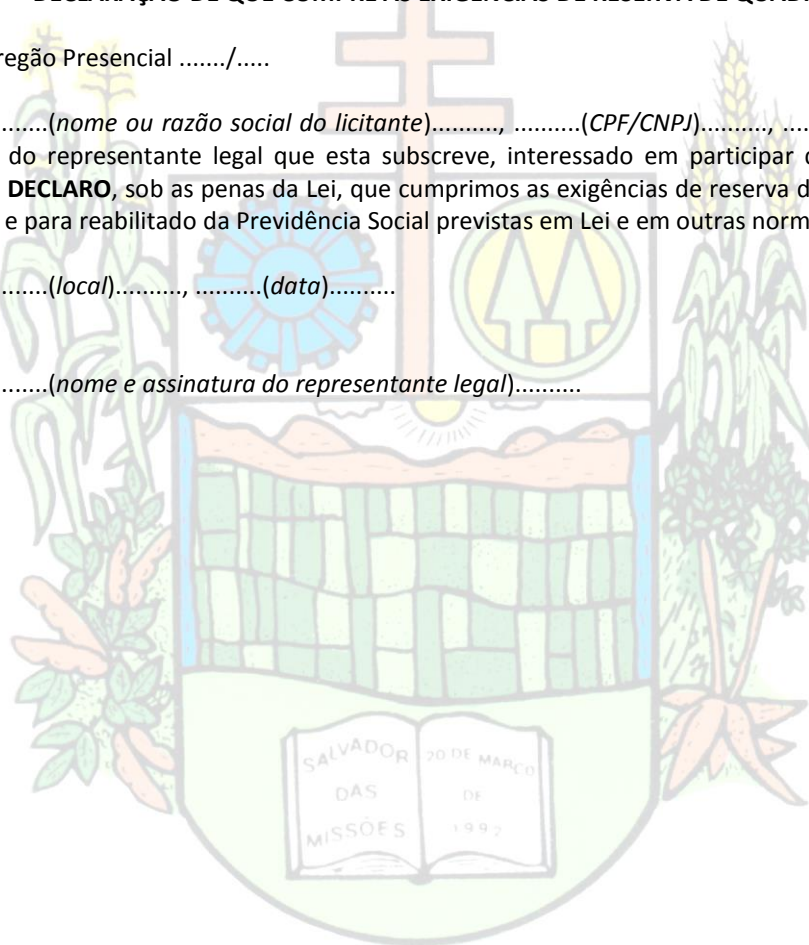 regão Presencial ......./.....
.......(nome ou razão social do licitante).........., ..........(CPF/CNPJ).........., ....
do representante legal que esta subscreve, interessado em participar
DECLARO, sob as penas da Lei, que cumprimos as exigências de reserva d
e para reabilitado da Previdência Social previstas em Lei e em outras norm
.......(local).........., ..........(data)..........
.......(nome e assinatura do representante legal)..........
SALVADOR DAS MISSÕES
20 DE MARÇO DE 1992